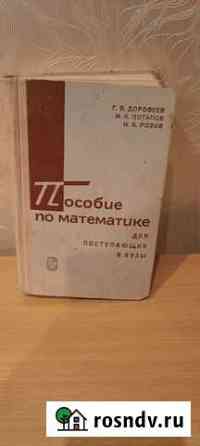 Г. В. ДОРОФЕЕВ
М. К. ПОТАПОВ
Н. Х. РОЗОВ
Пособие
по математике
ДЛЯ
ПОСТУПАЮЩИХ
В ВУЗЫ
rosndv.ru